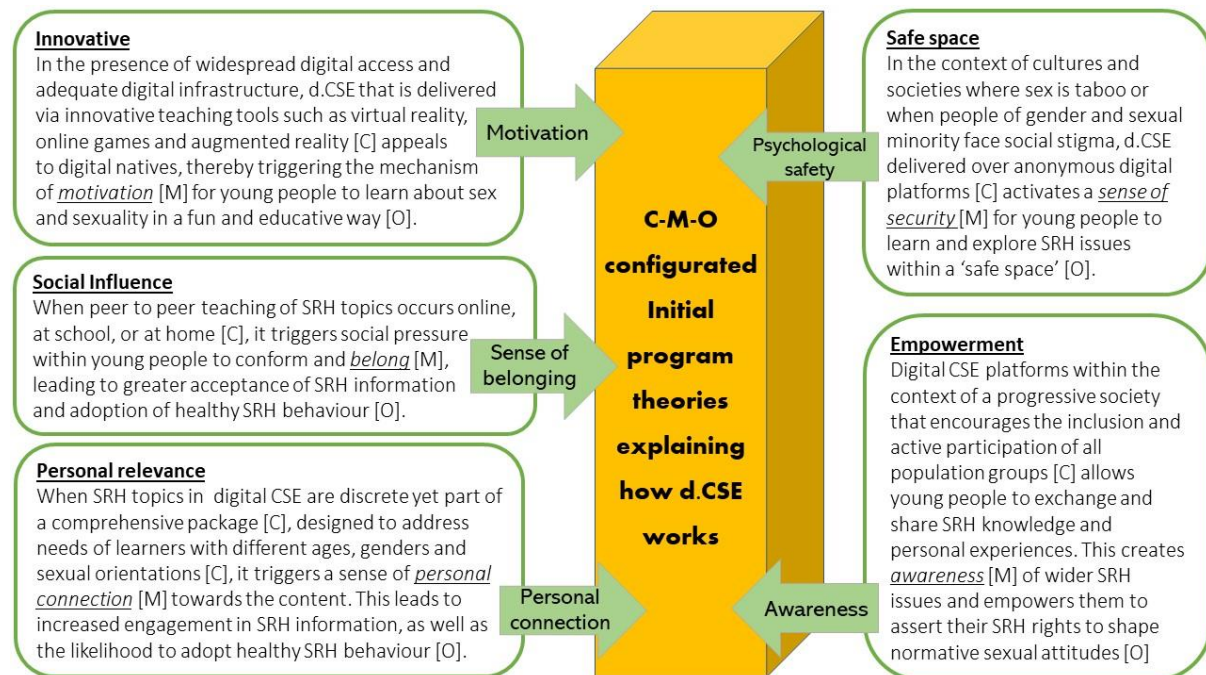 Innovative
In the presence of widespread digital access and
adequate digital infrastructure, d.CSE that is delivered
via innovative teaching tools such as virtual reality,
online games and augmented reality [C] appeals
to digital natives, thereby triggering the mechanism
of motivation [M] for young people to learn about sex
and sexuality in a fun and educative way [O].
Motivation
Social Influence
When peer to peer teaching of SRH topics occurs online,
at school, or at home [C], it triggers social pressure
within young people to conform and belong [M],
leading to greater acceptance of SRH information
and adoption of healthy SRH behaviour [O].
Sense of
belonging
Personal relevance
When SRH topics in digital CSE are discrete yet part of
a comprehensive package [C], designed to address
needs of learners with different ages, genders and
sexual orientations [C], it triggers a sense of personal
connection [M] towards the content. This leads to
increased engagement in SRH information, as well as
the likelihood to adopt healthy SRH behaviour [O].
Personal
connection
C-M-O
configurated
Initial
program
theories
explaining
how d.CSE
works
Safe space
In the context of cultures and
societies where sex is taboo or
when people of gender and sexual
minority face social stigma, d.CSE
delivered over anonymous digital
platforms [C] activates a sense of
security [M] for young people to
learn and explore SRH issues
within a ‘safe space’ [O].
Psychological
safety
Empowerment
Digital CSE platforms within the
context of a progressive society
that encourages the inclusion and
active participation of all
population groups [C] allows
young people to exchange and
share SRH knowledge and
personal experiences. This creates
awareness [M] of wider SRH
issues and empowers them to
assert their SRH rights to shape
normative sexual attitudes [O]
Awareness